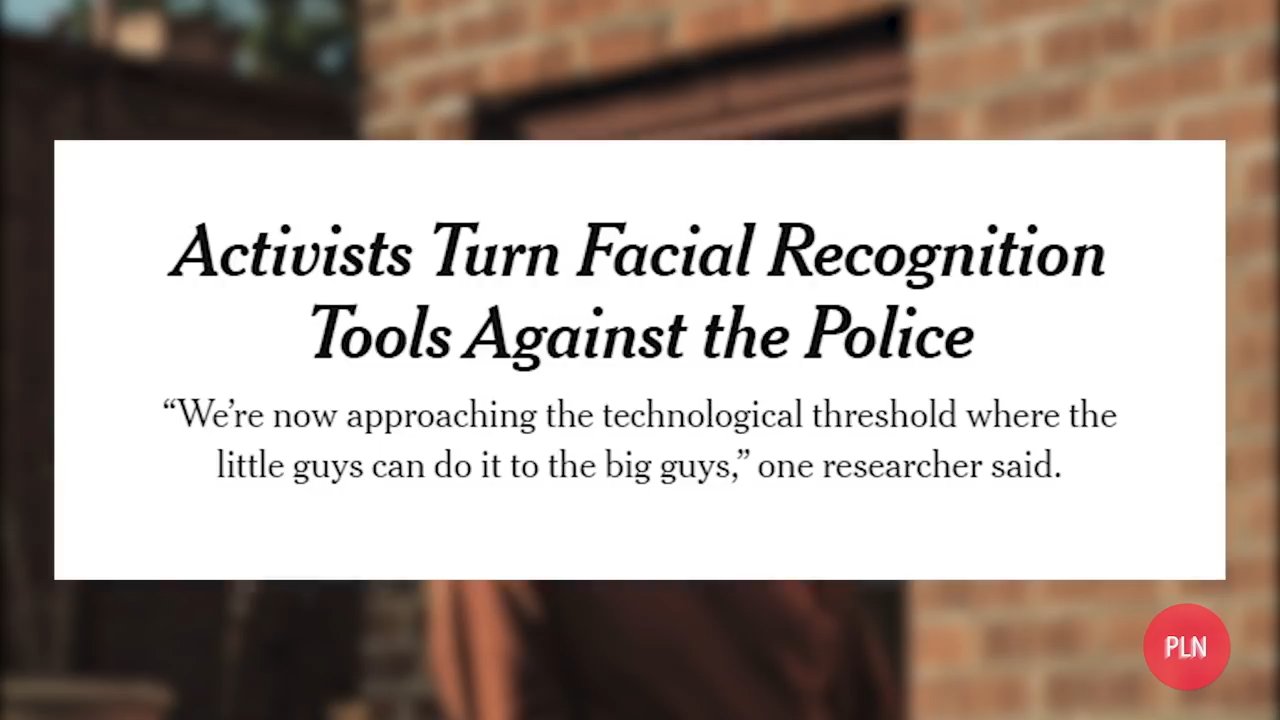 Activists Turn Facial Recognition
Tools Against the Police
“We’re now approaching the technological threshold where the
little guys can do it to the big guys,” one researcher said.
PLN